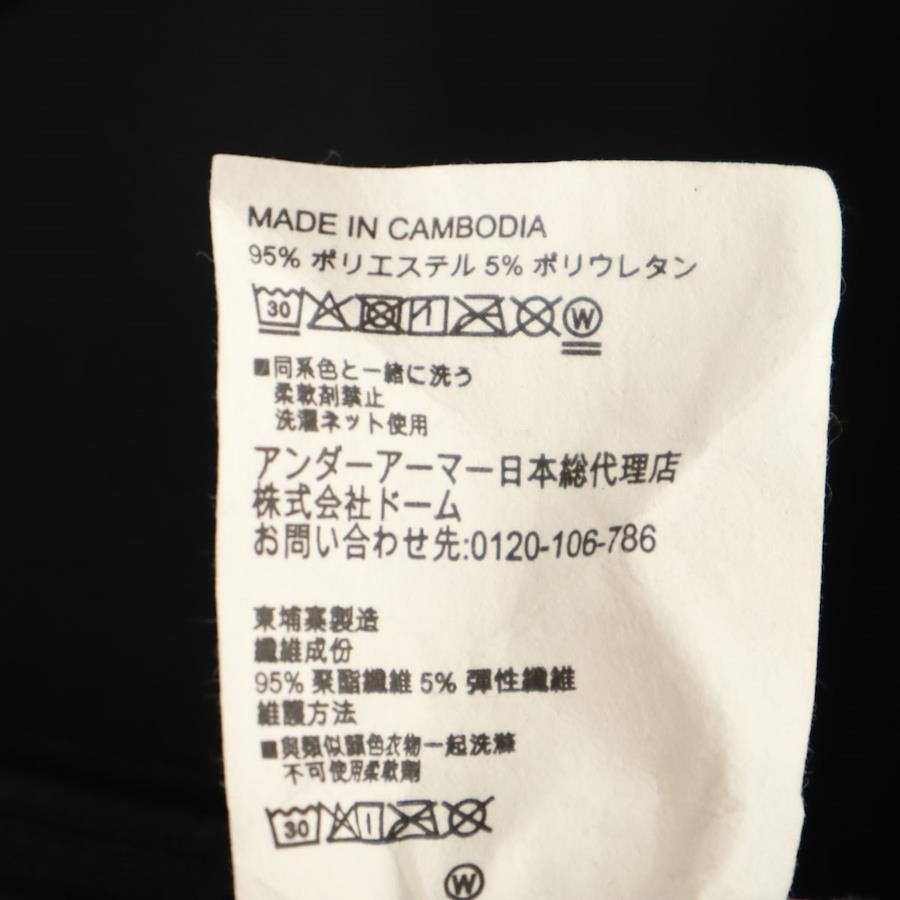 MADE IN CAMBODIA
95% ポリエステル 5% ポリウレタン
30 W
■同系色と一緒に洗う
柔軟剤禁止
洗濯ネット使用
アンダーアーマー日本総代理店
株式会社ドーム
お問い合わせ先:0120-106-786
柬埔寨製造
纖維成份
95% 聚酯纖維 5% 彈性纖維
維護方法
■與類似顏色衣物一起洗滌
不可使用柔軟劑
30
W